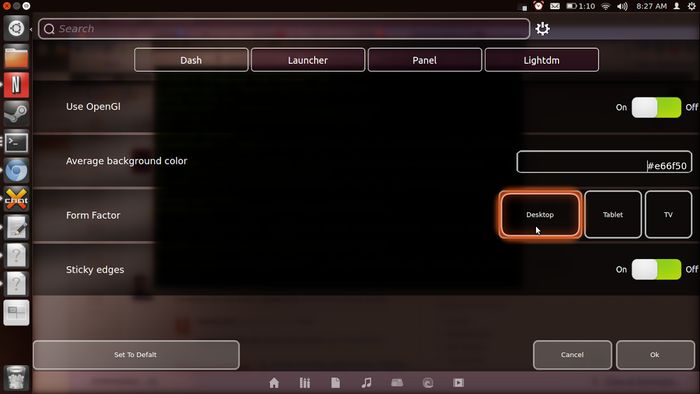 1:10 8:27 AM
Search
Dash Launcher Panel Lightdm
Use OpenGl On Off
Average background color #e66f50
Form Factor Desktop Tablet TV
Sticky edges On Off
Set To Defalt Cancel Ok